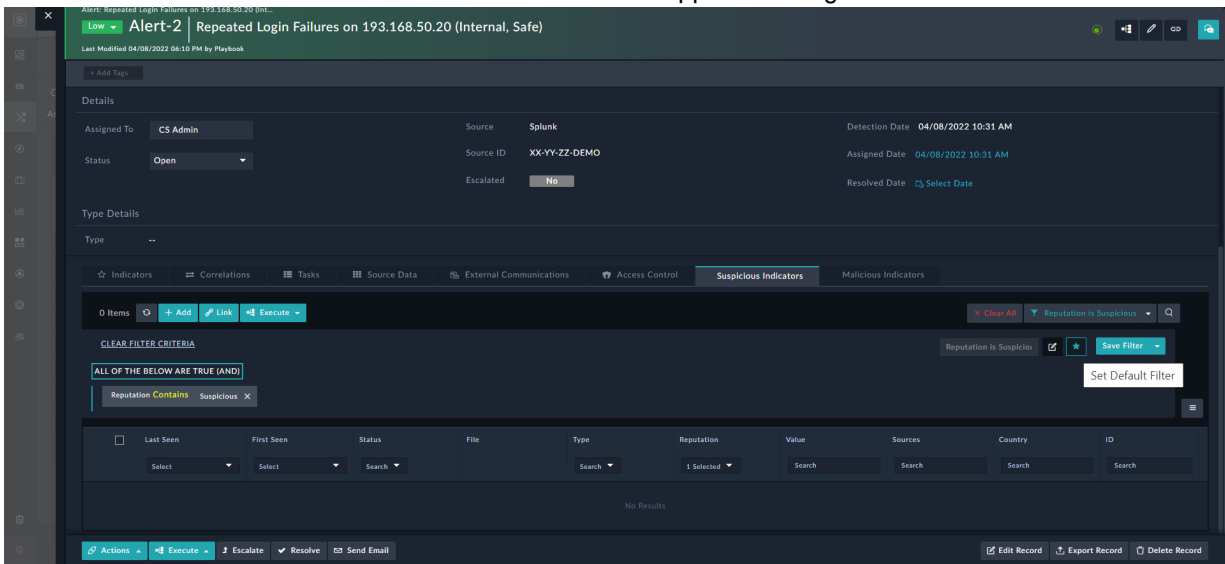 Alert: Repeated Login Failures on 193.168.50.20 (Int...
Low Alert-2 Repeated Login Failures on 193.168.50.20 (Internal, Safe)
Last Modified 04/08/2022 06:10 PM by Playbook
+ Add Tags
Details
Assigned To CS Admin Source Splunk Detection Date 04/08/2022 10:31 AM
Status Open Source ID XX-YY-ZZ-DEMO Assigned Date 04/08/2022 10:31 AM
Escalated No Resolved Date Select Date
Type Details
Type --
Indicators Correlations Tasks Source Data External Communications Access Control Suspicious Indicators Malicious Indicators
0 Items + Add Link Execute × Clear All Reputation is Suspicious
CLEAR FILTER CRITERIA Reputation is Suspiciou Save Filter
ALL OF THE BELOW ARE TRUE (AND) Set Default Filter
Reputation Contains Suspicious X
Last Seen First Seen Status File Type Reputation Value Sources Country ID
Select Select Search Search 1 Selected Search Search Search Search
No Results
Actions Execute Escalate Resolve Send Email Edit Record Export Record Delete Record